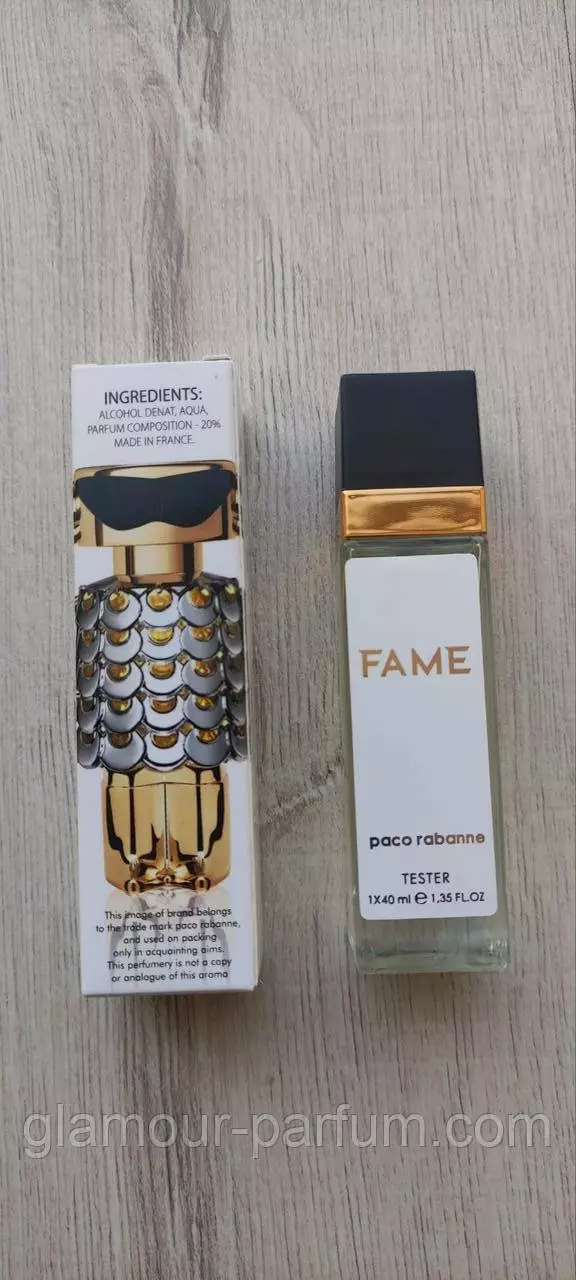 INGREDIENTS:
ALCOHOL DENAT, AQUA,
PARFUM COMPOSITION - 20%
MADE IN FRANCE.
This image of brand belongs
to the trade mark paco rabanne,
and used on packing
only in acquainting aims.
This perfumery is not a copy
or analogue of this aroma
FAME
paco rabanne
TESTER
1X40 ml e 1,35 FL.OZ
glamour-parfum.com